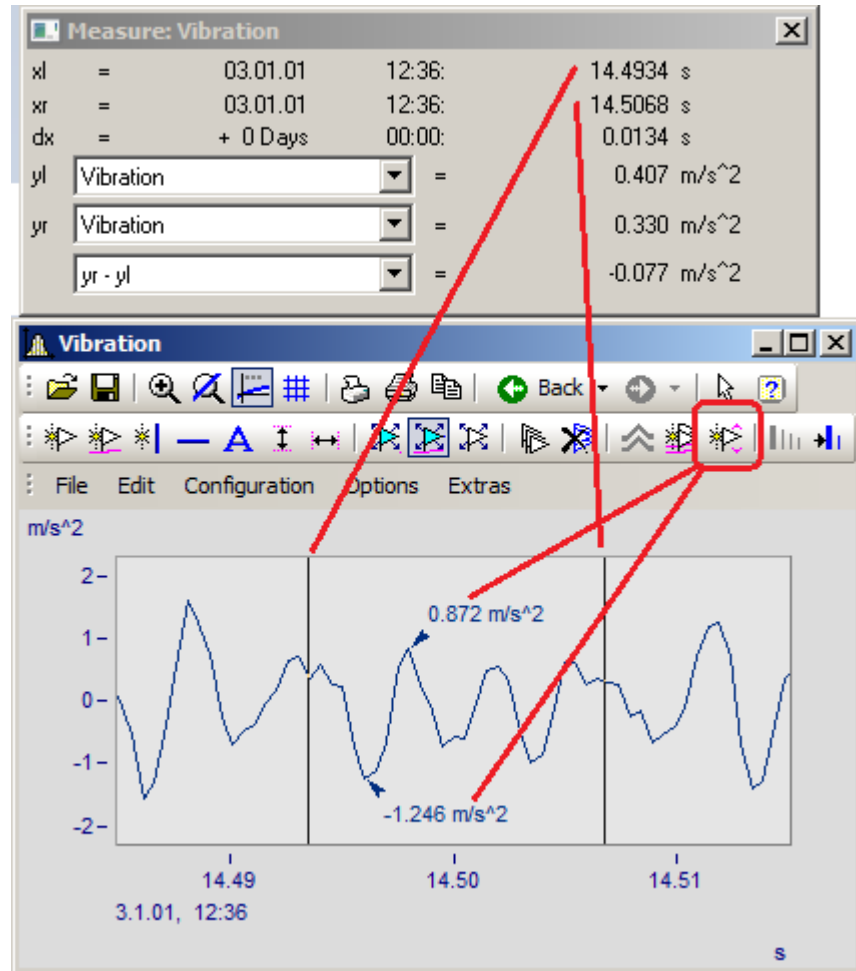 Measure: Vibration
xl = 03.01.01 12:36: 14.4934 s
xr = 03.01.01 12:36: 14.5068 s
dx = + 0 Days 00:00: 0.0134 s
yl Vibration = 0.407 m/s^2
yr Vibration = 0.330 m/s^2
yr - yl = -0.077 m/s^2
Vibration
Back
File Edit Configuration Options Extras
m/s^2
2
0.872 m/s^2
1
0
-1
-1.246 m/s^2
-2
14.49 14.50 14.51
3.1.01, 12:36
s